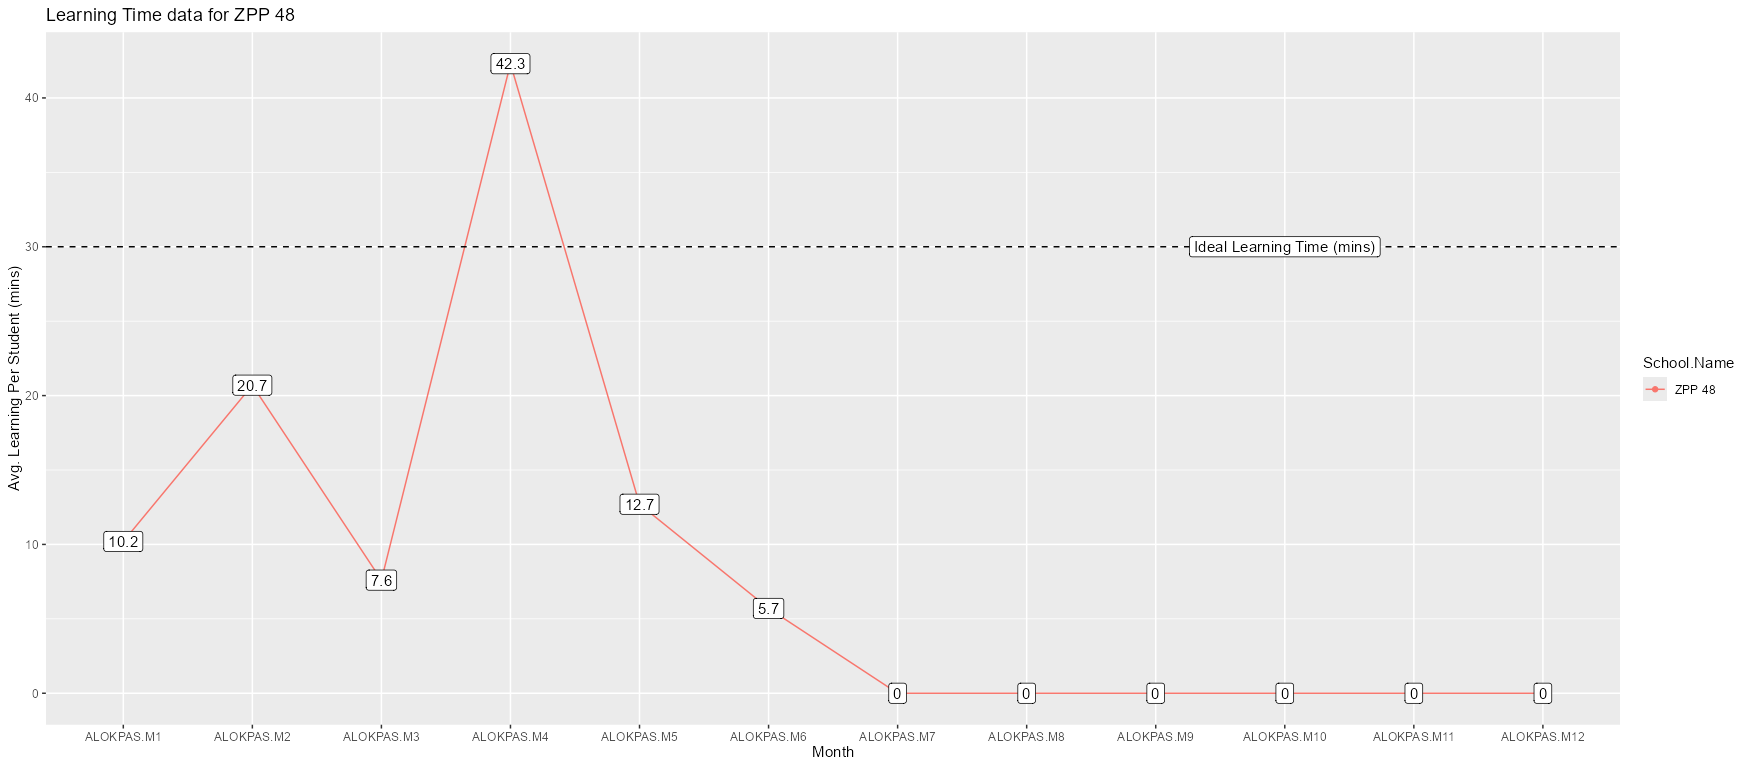 Learning Time data for ZPP 48
Avg. Learning Per Student (mins)
40
30
20
10
0
42.3
Ideal Learning Time (mins)
20.7
12.7
10.2
7.6
5.7
0
0
0
0
0
0
ALOKPAS.M1
ALOKPAS.M2
ALOKPAS.M3
ALOKPAS.M4
ALOKPAS.M5
ALOKPAS.M6
ALOKPAS.M7
ALOKPAS.M8
ALOKPAS.M9
ALOKPAS.M10
ALOKPAS.M11
ALOKPAS.M12
Month
School.Name
ZPP 48